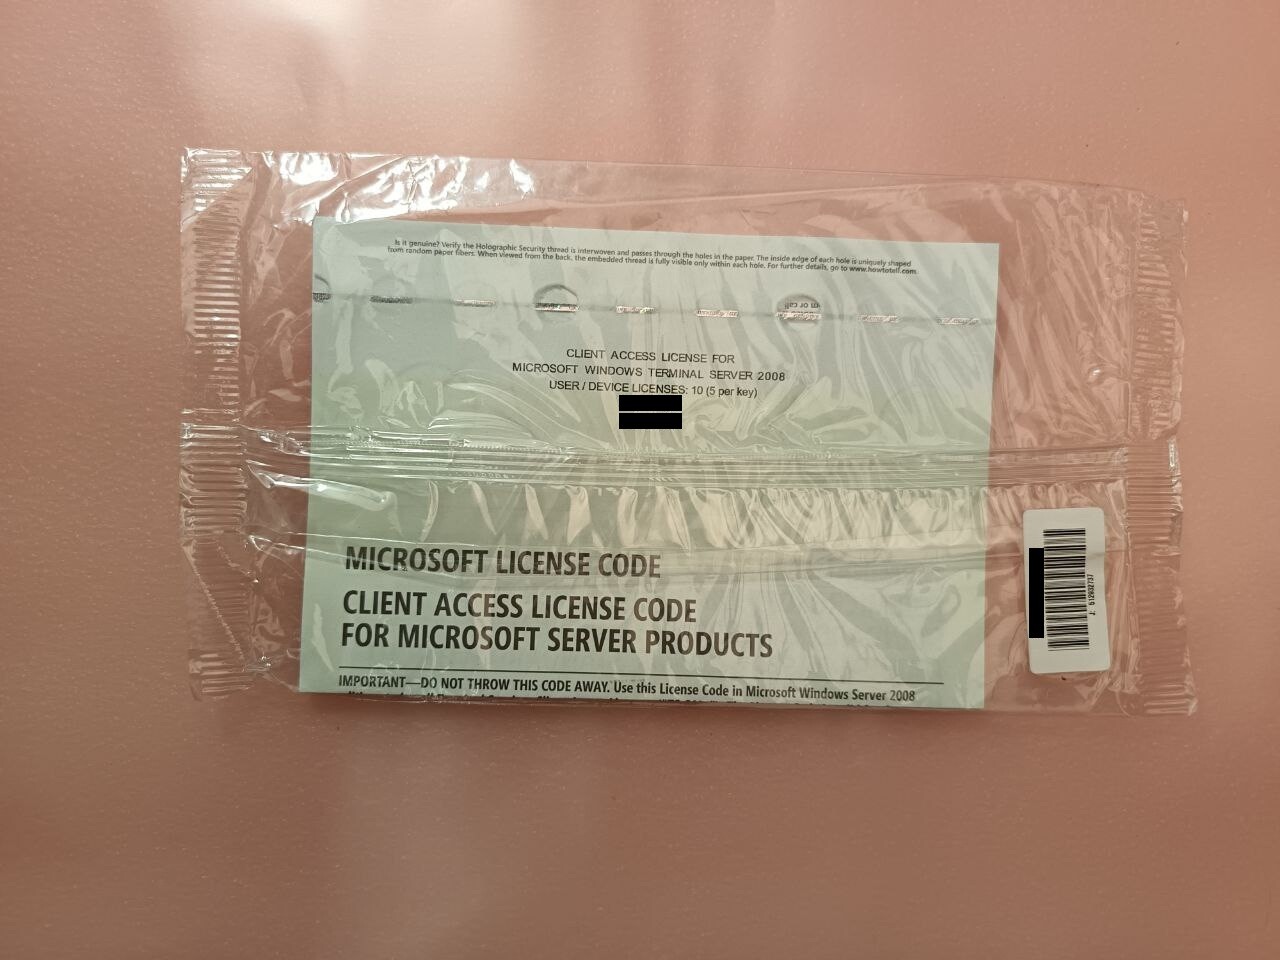 Is it genuine? Verify the Holographic Security thread is interwoven and passes through the holes in the paper. The inside edge of each hole is uniquely shaped
from random paper fibers. When viewed from the back, the embedded thread is fully visible only within each hole. For further details, go to www.howtotell.com.
CLIENT ACCESS LICENSE FOR
MICROSOFT WINDOWS TERMINAL SERVER 2008
USER / DEVICE LICENSES: 10 (5 per key)
MICROSOFT LICENSE CODE
CLIENT ACCESS LICENSE CODE
FOR MICROSOFT SERVER PRODUCTS
IMPORTANT—DO NOT THROW THIS CODE AWAY. Use this License Code in Microsoft Windows Server 2008